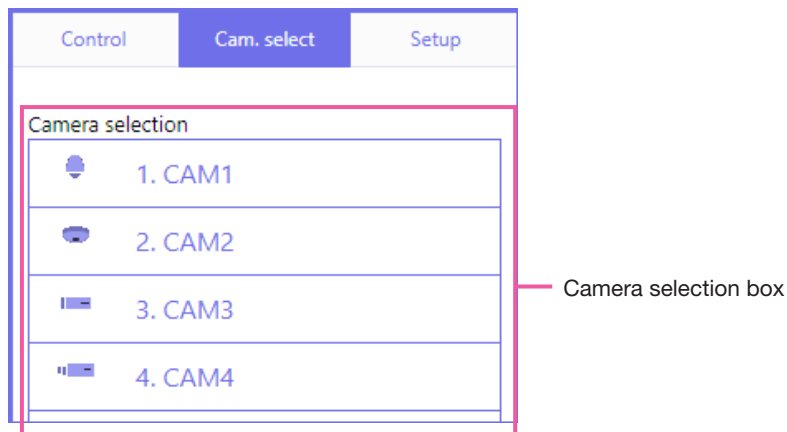 Control Cam. select Setup
Camera selection
1. CAM1
2. CAM2
3. CAM3
4. CAM4
Camera selection box